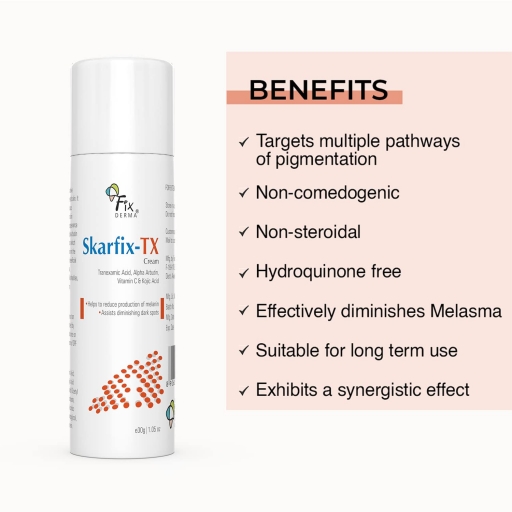 BENEFITS
✓ Targets multiple pathways
of pigmentation
✓ Non-comedogenic
✓ Non-steroidal
✓ Hydroquinone free
✓ Effectively diminishes Melasma
✓ Suitable for long term use
✓ Exhibits a synergistic effect
Fix
DERMA®
Skarfix-TX
Cream
Tranexamic Acid, Alpha Arbutin,
Vitamin C & Kojic Acid
• Helps to reduce production of melanin
• Assists diminishing dark spots
e30g | 1.05 oz